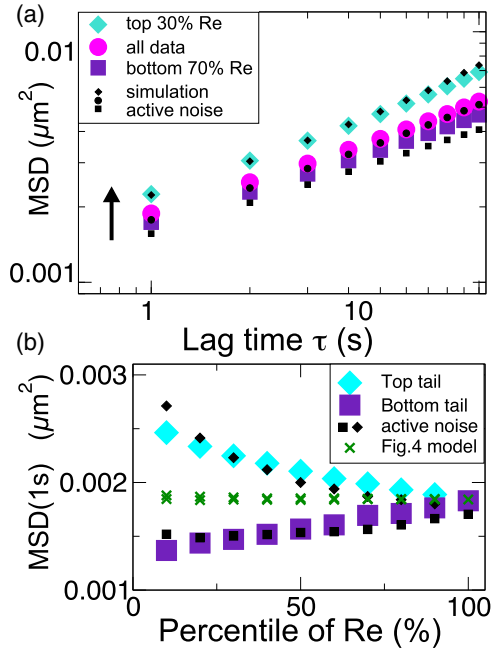 (a)
top 30% Re
all data
bottom 70% Re
simulation
active noise
0.01
0.001
MSD (μm²)
1
10
Lag time τ (s)
(b)
Top tail
Bottom tail
active noise
Fig.4 model
0.003
0.002
0.001
MSD(1s) (μm²)
0
50
100
Percentile of Re (%)